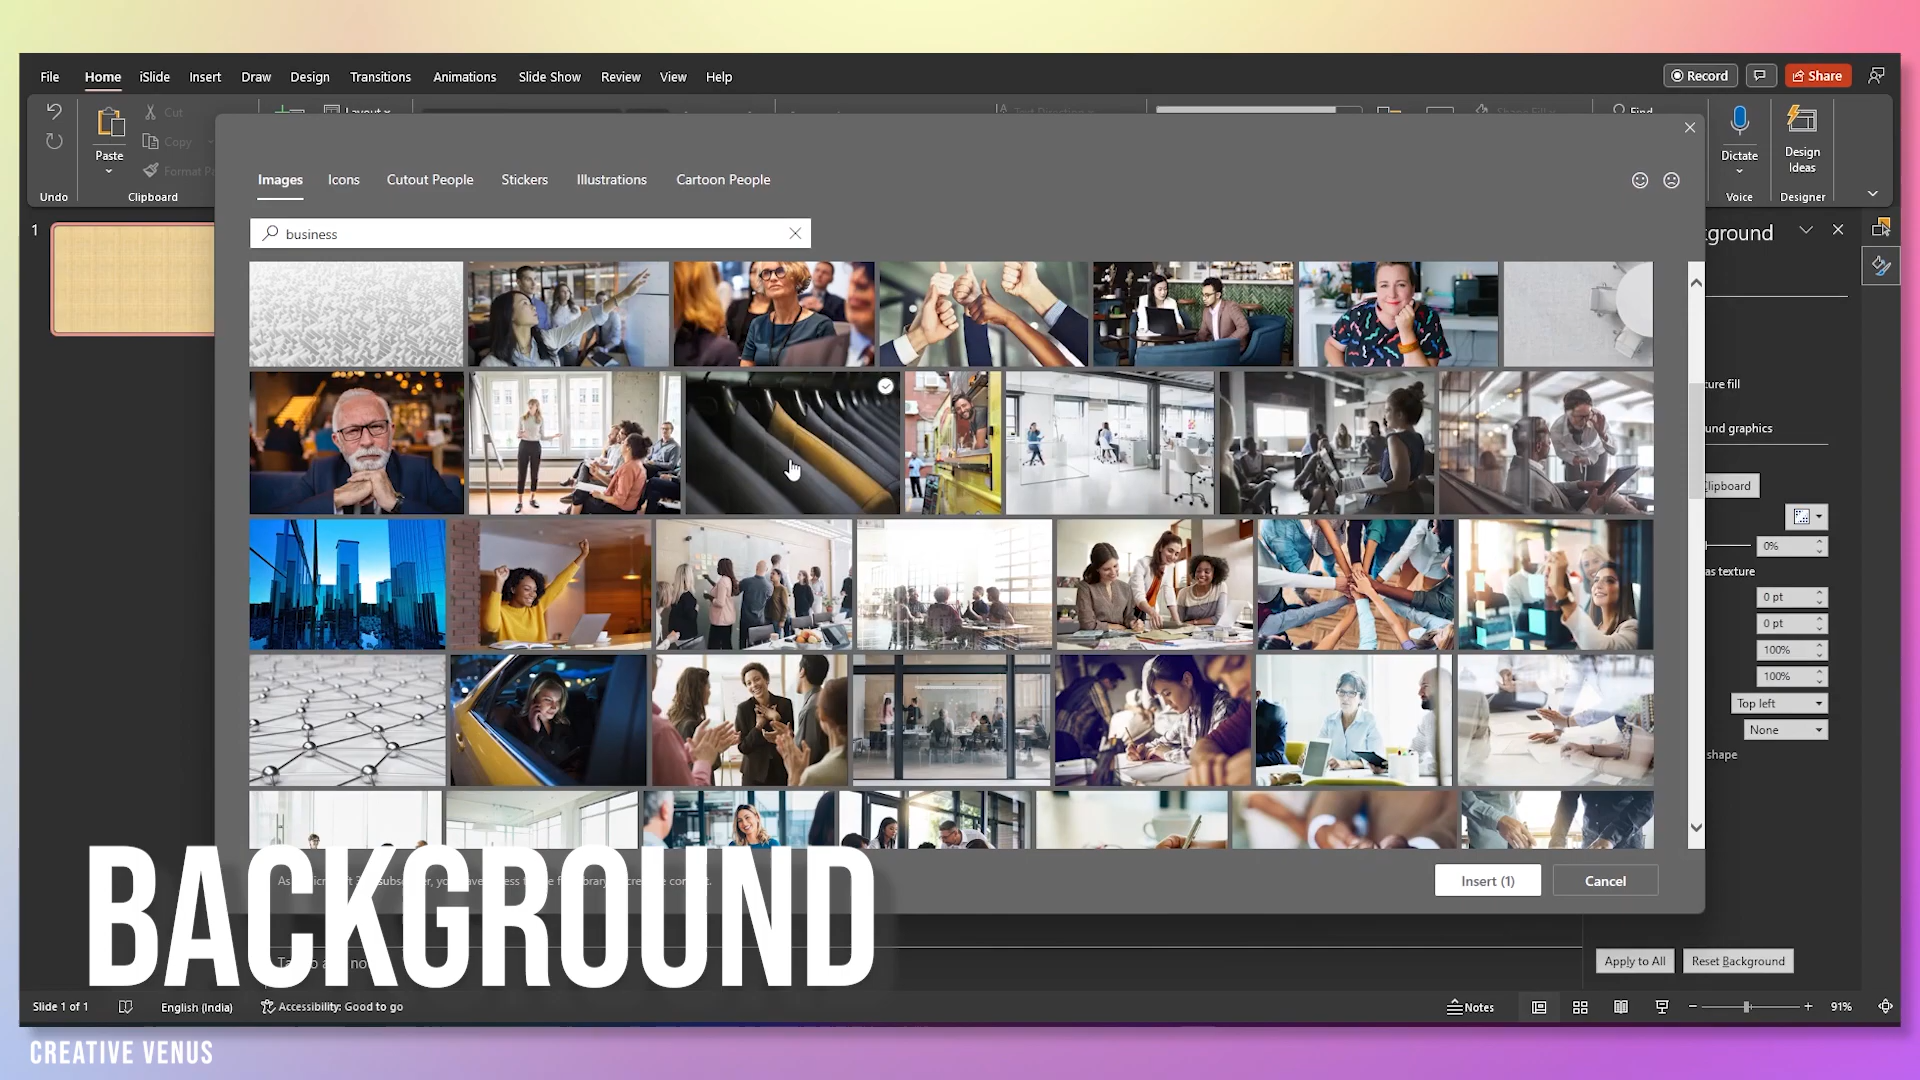 File Home iSlide Insert Draw Design Transitions Animations Slide Show Review View Help
Record Share
Cut
Layout
Find
Copy
Paste
Format
Dictate
Design
Ideas
Undo
Clipboard
Voice
Designer
Images Icons Cutout People Stickers Illustrations Cartoon People
1
business
ground
ure fill
und graphics
lipboard
0%
as texture
0 pt
0 pt
100%
100%
Top left
None
shape
Insert (1)
Cancel
BACKGROUND
Apply to All
Reset Background
Slide 1 of 1
English (India)
Accessibility: Good to go
Notes
91%
CREATIVE VENUS